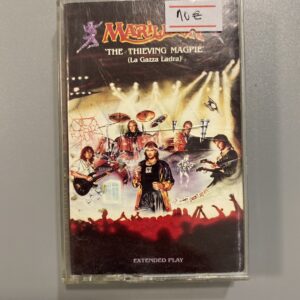 10€
'THE THIEVING MAGPIE'
(La Gazza Ladra)
EXTENDED PLAY